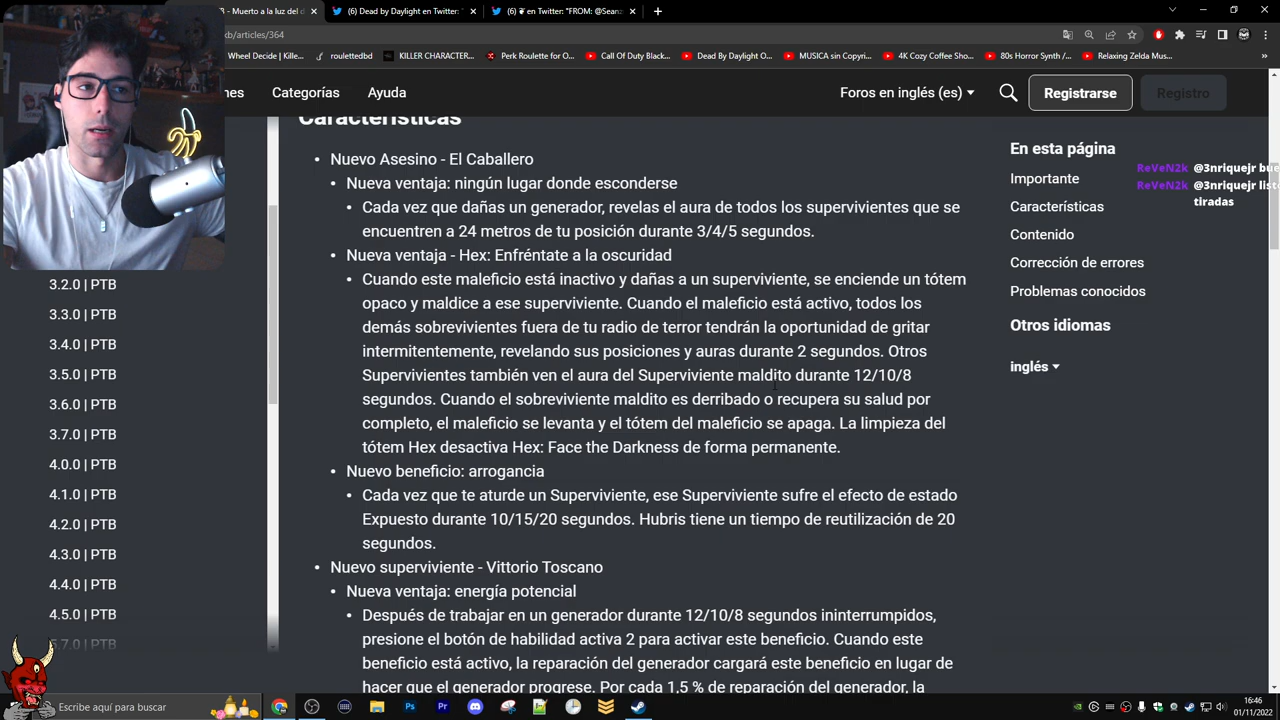 - Muerto a la luz del d
(6) Dead by Daylight en Twitter: "
(6) en Twitter: "FROM: @Sean
kb/articles/364
Wheel Decide | Kille...
roulettedbd
KILLER CHARACTER...
Perk Roulette of the...
Call Of Duty Black...
Dead By Daylight O...
MUSICA sin Copyri...
4K Cozy Coffee Sho...
80s Horror Synth /...
Relaxing Zelda Mus...
nes
Categorías
Ayuda
Foros en inglés (es)
Registrarse
Registro
Características
Nuevo Asesino - El Caballero
Nueva ventaja: ningún lugar donde esconderse
Cada vez que dañas un generador, revelas el aura de todos los supervivientes que se
encuentren a 24 metros de tu posición durante 3/4/5 segundos.
Nueva ventaja - Hex: Enfréntate a la oscuridad
Cuando este maleficio está inactivo y dañas a un superviviente, se enciende un tótem
opaco y maldice a ese superviviente. Cuando el maleficio está activo, todos los
demás sobrevivientes fuera de tu radio de terror tendrán la oportunidad de gritar
intermitentemente, revelando sus posiciones y auras durante 2 segundos. Otros
Supervivientes también ven el aura del Superviviente maldito durante 12/10/8
segundos. Cuando el sobreviviente maldito es derribado o recupera su salud por
completo, el maleficio se levanta y el tótem del maleficio se apaga. La limpieza del
tótem Hex desactiva Hex: Face the Darkness de forma permanente.
Nuevo beneficio: arrogancia
Cada vez que te aturde un Superviviente, ese Superviviente sufre el efecto de estado
Expuesto durante 10/15/20 segundos. Hubris tiene un tiempo de reutilización de 20
segundos.
Nuevo superviviente - Vittorio Toscano
Nueva ventaja: energía potencial
Después de trabajar en un generador durante 12/10/8 segundos ininterrumpidos,
presione el botón de habilidad activa 2 para activar este beneficio. Cuando este
beneficio está activo, la reparación del generador cargará este beneficio en lugar de
hacer que el generador progrese. Por cada 1,5 % de reparación del generador, la
3.2.0 | PTB
3.3.0 | PTB
3.4.0 | PTB
3.5.0 | PTB
3.6.0 | PTB
3.7.0 | PTB
4.0.0 | PTB
4.1.0 | PTB
4.2.0 | PTB
4.3.0 | PTB
4.4.0 | PTB
4.5.0 | PTB
4.7.0 | PTB
En esta página
Importante
Características
Contenido
Corrección de errores
Problemas conocidos
Otros idiomas
inglés
ReVeN2k @3nriquejr bue
ReVeN2k @3nriquejr list
tiradas
Escribe aquí para buscar
16:46
01/11/2022